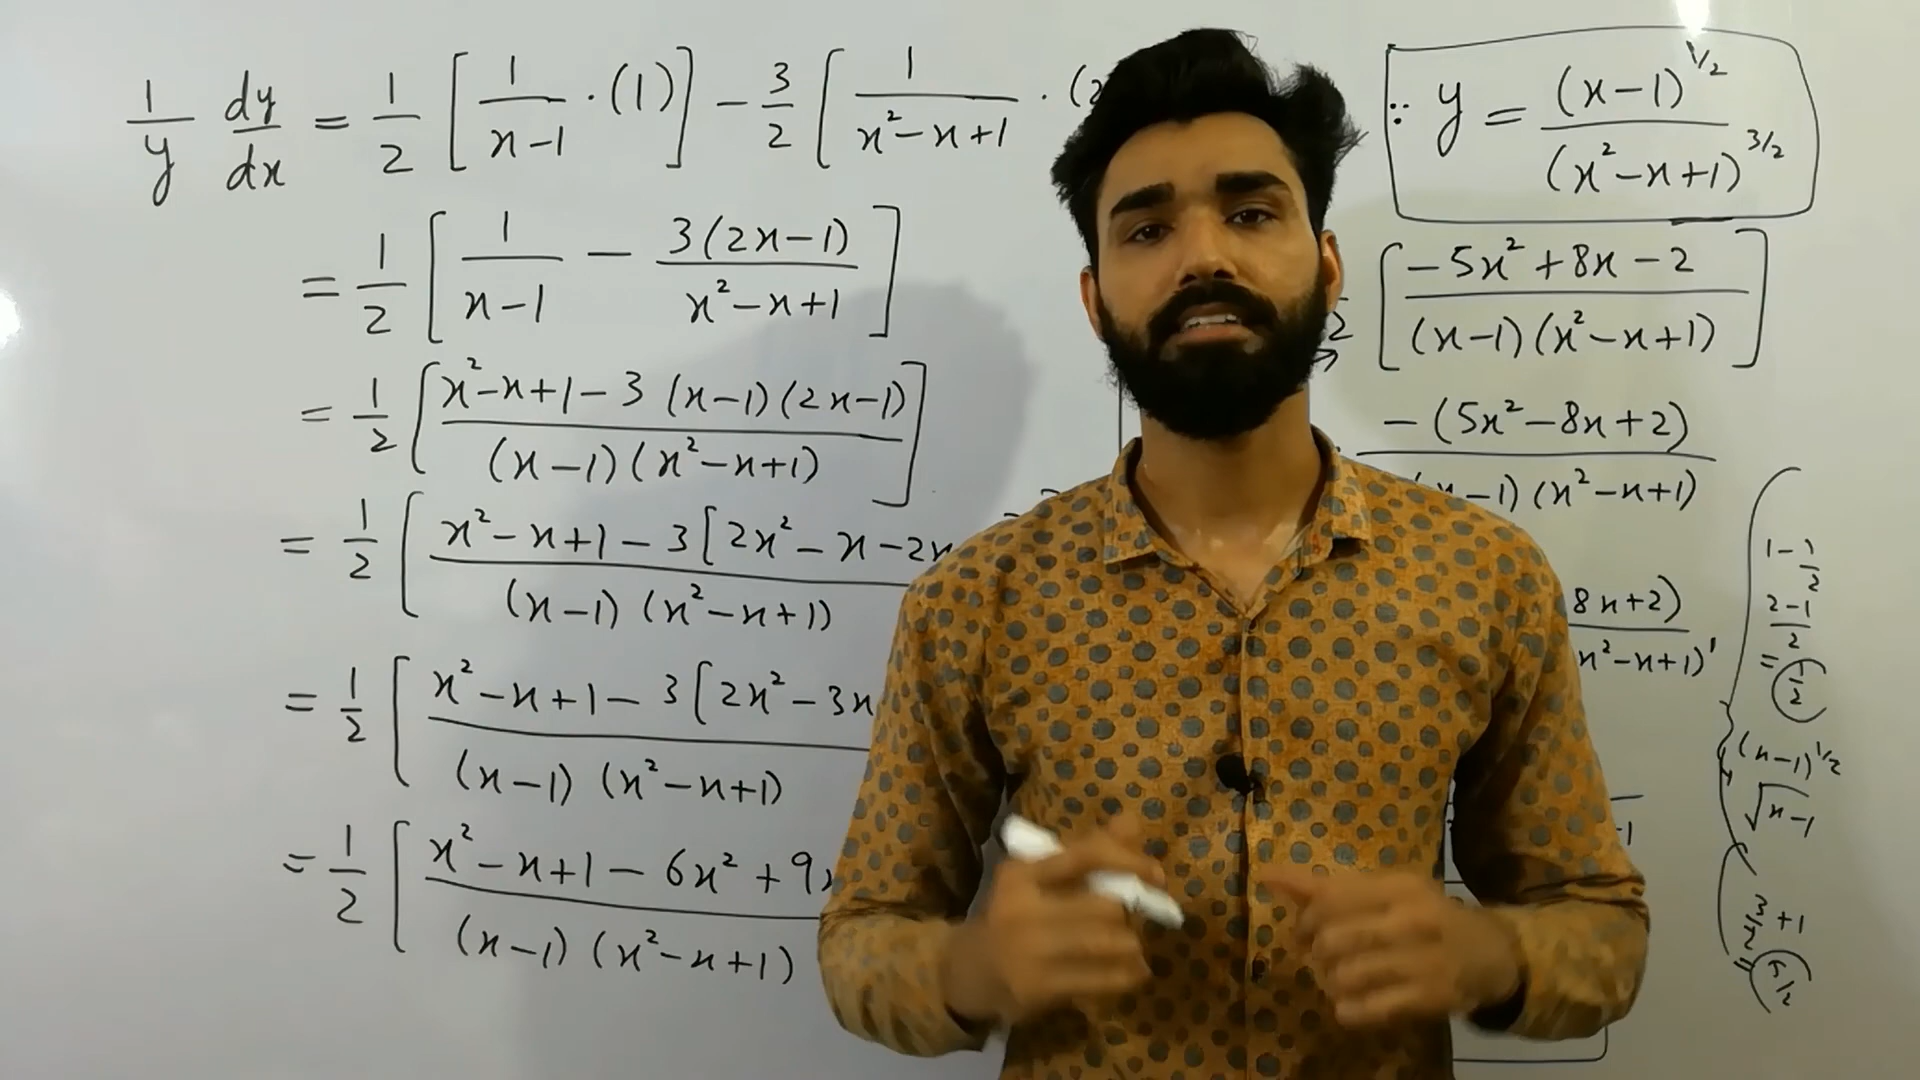 1/y dy/dx = 1/2 [1/x-1 · (1)] - 3/2 [1/x²-x+1 · (2
= 1/2 [1/x-1 - 3(2x-1)/x²-x+1]
= 1/2 [x²-x+1-3 (x-1)(2x-1)/(x-1)(x²-x+1)]
= 1/2 [x²-x+1-3[2x²-x-2x/(x-1) (x²-x+1)
= 1/2 [x²-x+1-3[2x²-3x/(x-1) (x²-x+1)
= 1/2 [x²-x+1-6x²+9x/(x-1) (x²-x+1)
∵ y = (x-1)^1/2/(x²-x+1)^3/2
[-5x²+8x-2/(x-1)(x²-x+1)]
-(5x²-8x+2)/(x-1)(x²-x+1)
8x+2)/x²-x+1)¹
-1
1-1/2
2-1/2
= 1/2
(x-1)^1/2
√x-1
3/2+1
= 5/2